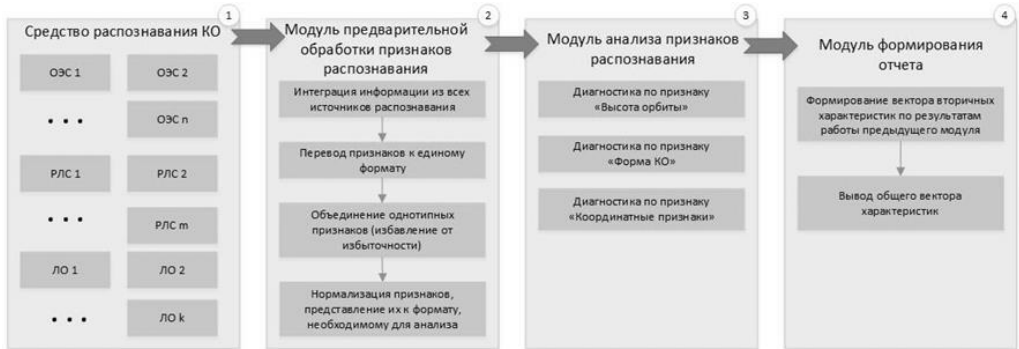 1
Средство распознавания КО
ОЭС 1
ОЭС 2
• • •
ОЭС n
РЛС 1
РЛС 2
• • •
РЛС m
ЛО 1
ЛО 2
• • •
ЛО k
2
Модуль предварительной
обработки признаков
распознавания
Интеграция информации из всех
источников распознавания
Перевод признаков к единому
формату
Объединение однотипных
признаков (избавление от
избыточности)
Нормализация признаков,
представление их к формату,
необходимому для анализа
3
Модуль анализа признаков
распознавания
Диагностика по признаку
«Высота орбиты»
Диагностика по признаку
«Форма КО»
Диагностика по признаку
«Координатные признаки»
4
Модуль формирования
отчета
Формирование вектора вторичных
характеристик по результатам
работы предыдущего модуля
Вывод общего вектора
характеристик